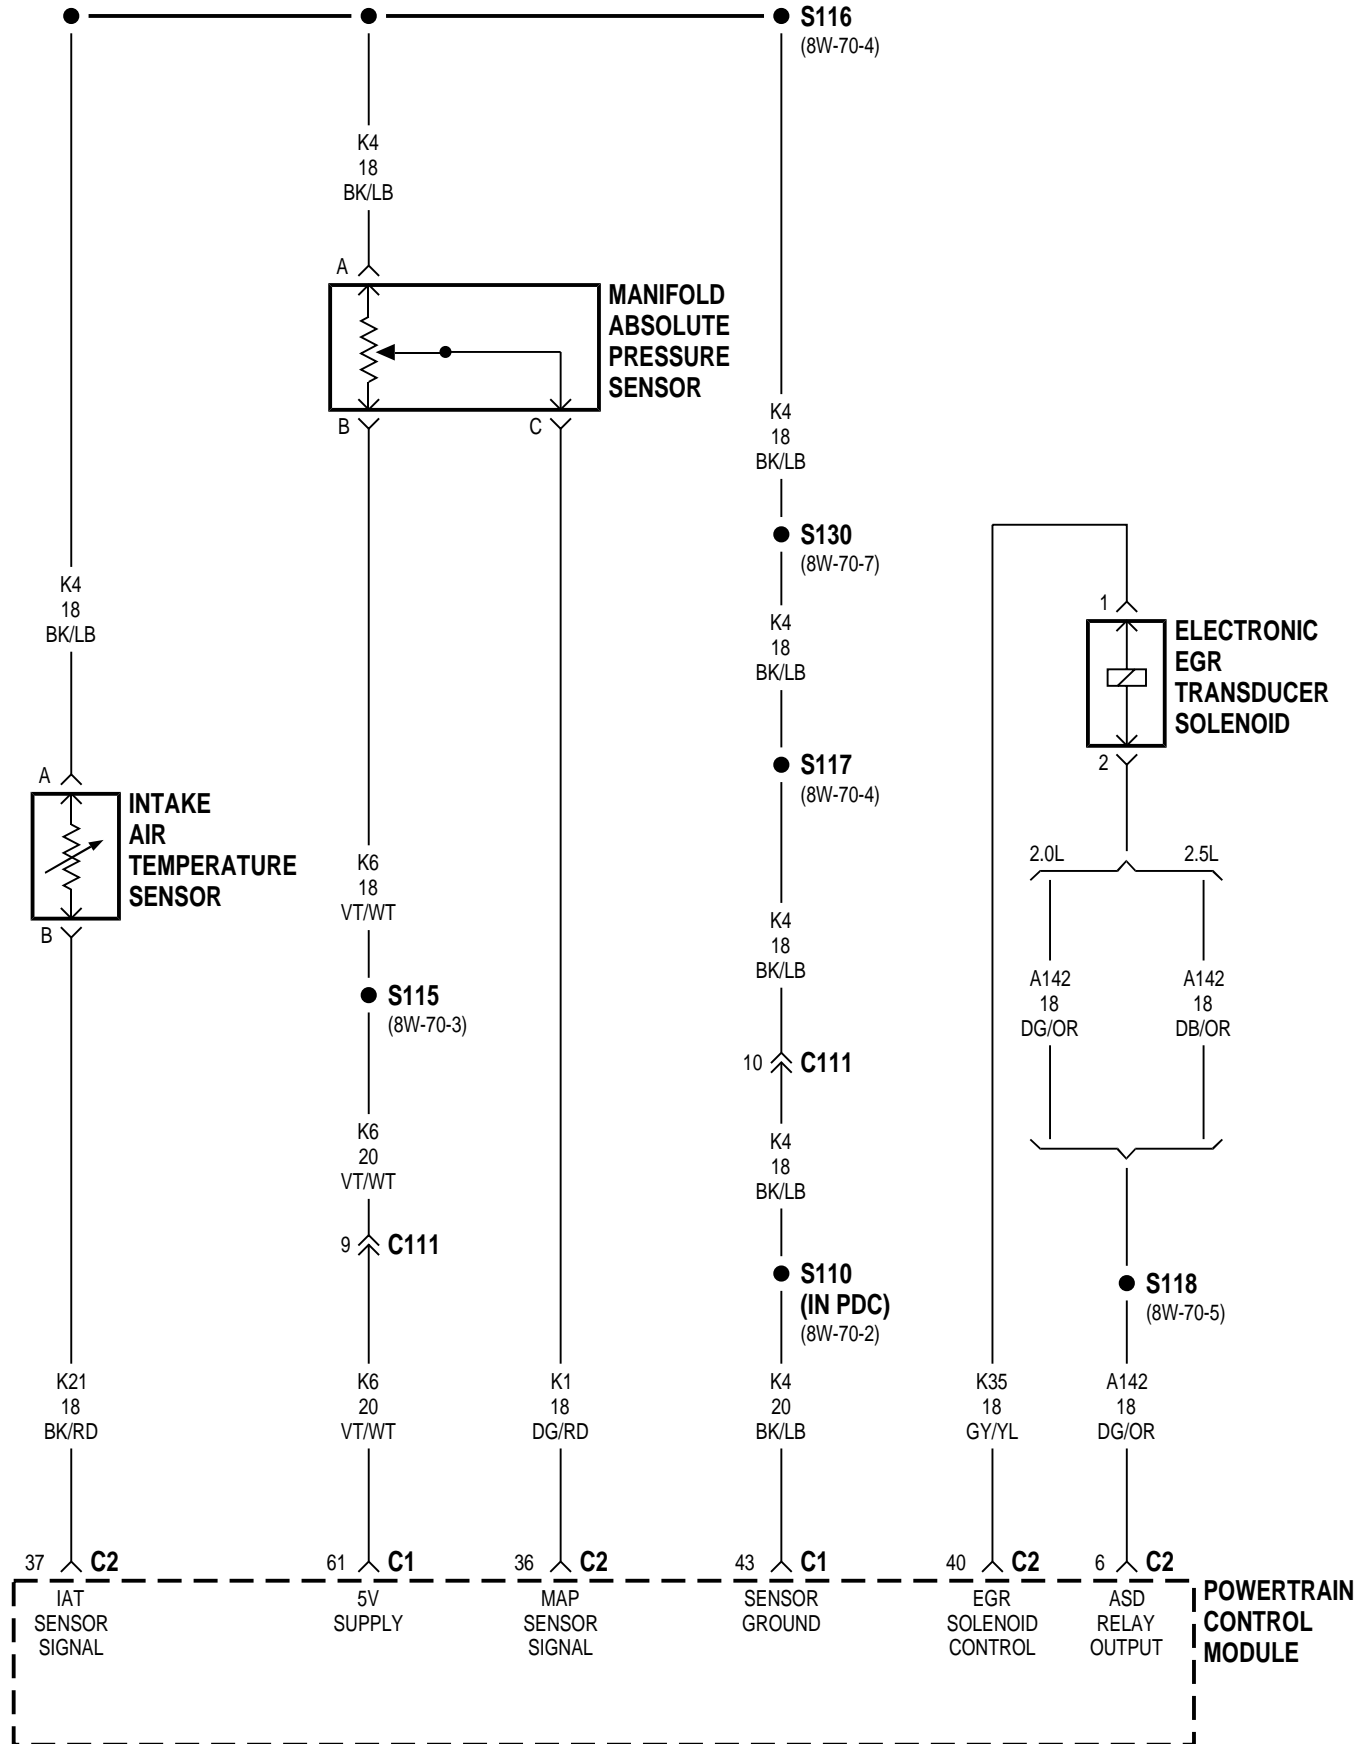 S116
(8W-70-4)
K4
18
BK/LB
A
MANIFOLD
ABSOLUTE
PRESSURE
SENSOR
B
C
K4
18
BK/LB
S130
(8W-70-7)
K4
18
BK/LB
K4
18
BK/LB
1
ELECTRONIC
EGR
TRANSDUCER
SOLENOID
2
S117
(8W-70-4)
A
INTAKE
AIR
TEMPERATURE
SENSOR
B
K6
18
VT/WT
2.0L
2.5L
K4
18
BK/LB
A142
18
DG/OR
A142
18
DB/OR
S115
(8W-70-3)
10
C111
K6
20
VT/WT
K4
18
BK/LB
9
C111
S110
(IN PDC)
(8W-70-2)
S118
(8W-70-5)
K21
18
BK/RD
K6
20
VT/WT
K1
18
DG/RD
K4
20
BK/LB
K35
18
GY/YL
A142
18
DG/OR
37
C2
61
C1
36
C2
43
C1
40
C2
6
C2
IAT
SENSOR
SIGNAL
5V
SUPPLY
MAP
SENSOR
SIGNAL
SENSOR
GROUND
EGR
SOLENOID
CONTROL
ASD
RELAY
OUTPUT
POWERTRAIN
CONTROL
MODULE